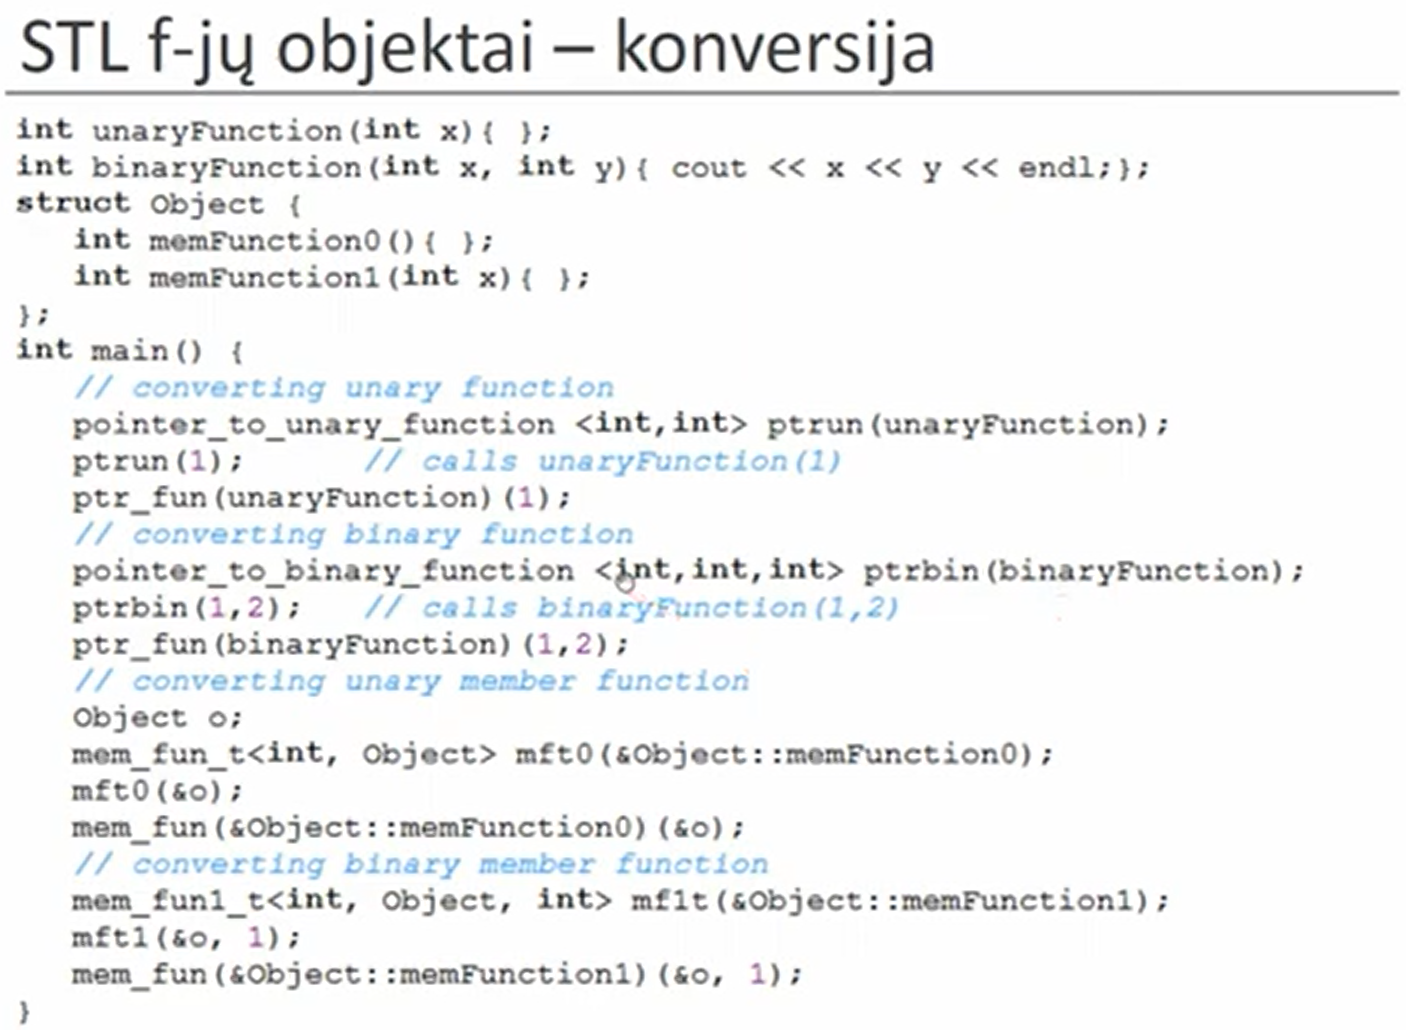 STL f-jų objektai – konversija
int unaryFunction(int x){ };
int binaryFunction(int x, int y){ cout << x << y << endl;};
struct Object {
int memFunction0(){ };
int memFunction1(int x){ };
};
int main() {
// converting unary function
pointer_to_unary_function <int,int> ptrun(unaryFunction);
ptrun(1); // calls unaryFunction(1)
ptr_fun(unaryFunction)(1);
// converting binary function
pointer_to_binary_function <int,int,int> ptrbin(binaryFunction);
ptrbin(1,2); // calls binaryFunction(1,2)
ptr_fun(binaryFunction)(1,2);
// converting unary member function
Object o;
mem_fun_t<int, Object> mft0(&Object::memFunction0);
mft0(&o);
mem_fun(&Object::memFunction0)(&o);
// converting binary member function
mem_fun1_t<int, Object, int> mf1t(&Object::memFunction1);
mft1(&o, 1);
mem_fun(&Object::memFunction1)(&o, 1);
}